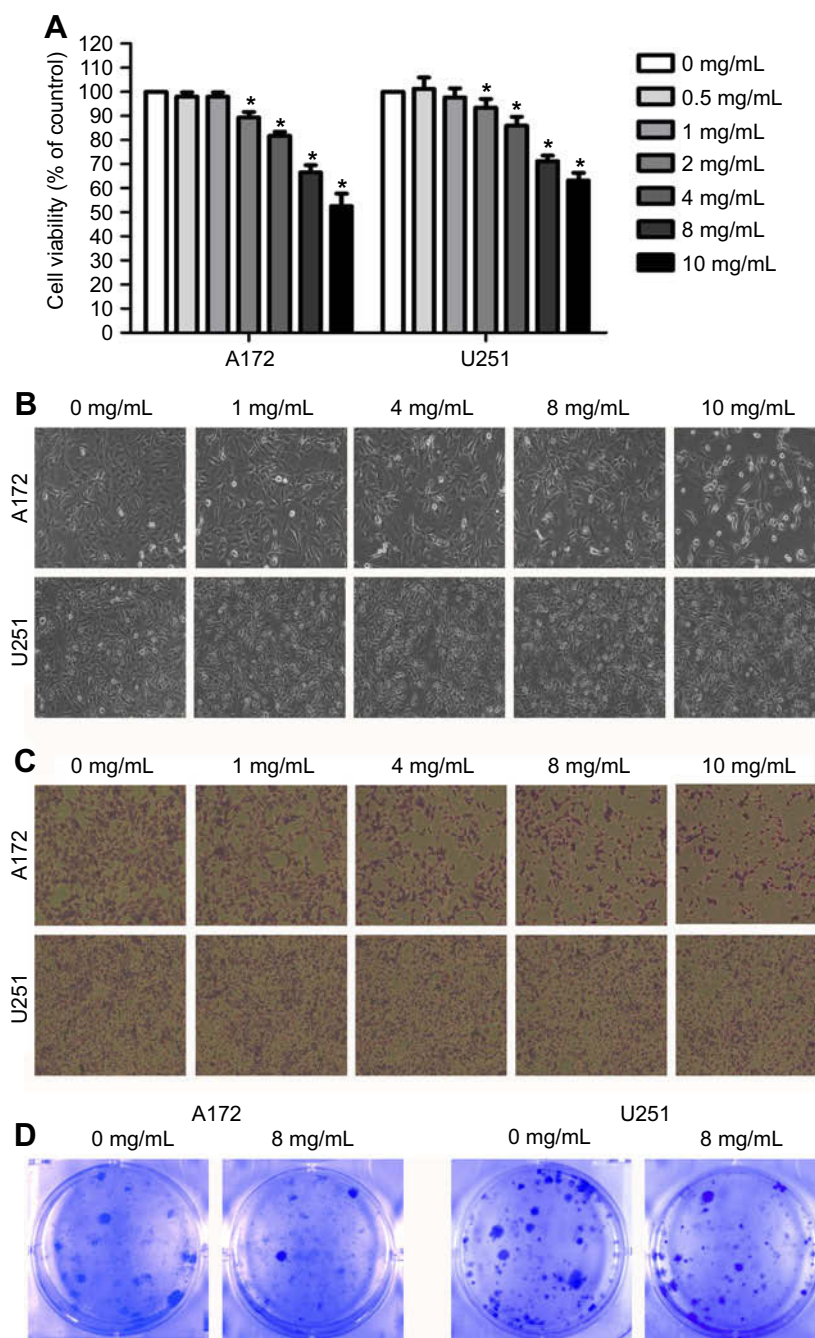 A
120
110
100
90
80
70
60
50
40
30
20
10
0
Cell viability (% of countrol)
* * * *
* * * *
A172 U251
0 mg/mL
0.5 mg/mL
1 mg/mL
2 mg/mL
4 mg/mL
8 mg/mL
10 mg/mL
B
0 mg/mL 1 mg/mL 4 mg/mL 8 mg/mL 10 mg/mL
A172
U251
C
0 mg/mL 1 mg/mL 4 mg/mL 8 mg/mL 10 mg/mL
A172
U251
D
A172 U251
0 mg/mL 8 mg/mL 0 mg/mL 8 mg/mL